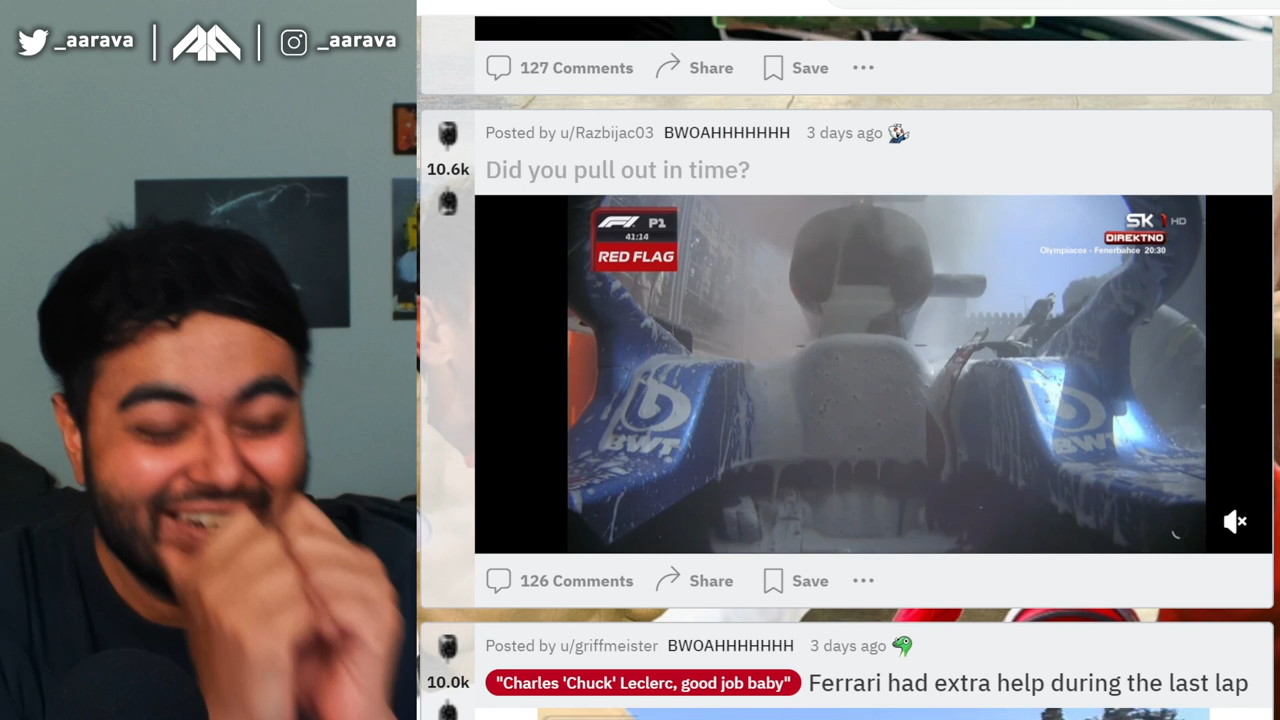 _aarava
_aarava
127 Comments
Share
Save
Posted by u/Razbijac03 BWOAHHHHHHH 3 days ago
10.6k
Did you pull out in time?
F1 P1
41:14
RED FLAG
SK 1 HD
DIREKTNO
Olympiacos - Fenerbahce 20:30
BWT
BWT
126 Comments
Share
Save
Posted by u/griffmeister BWOAHHHHHHH 3 days ago
10.0k
"Charles 'Chuck' Leclerc, good job baby" Ferrari had extra help during the last lap